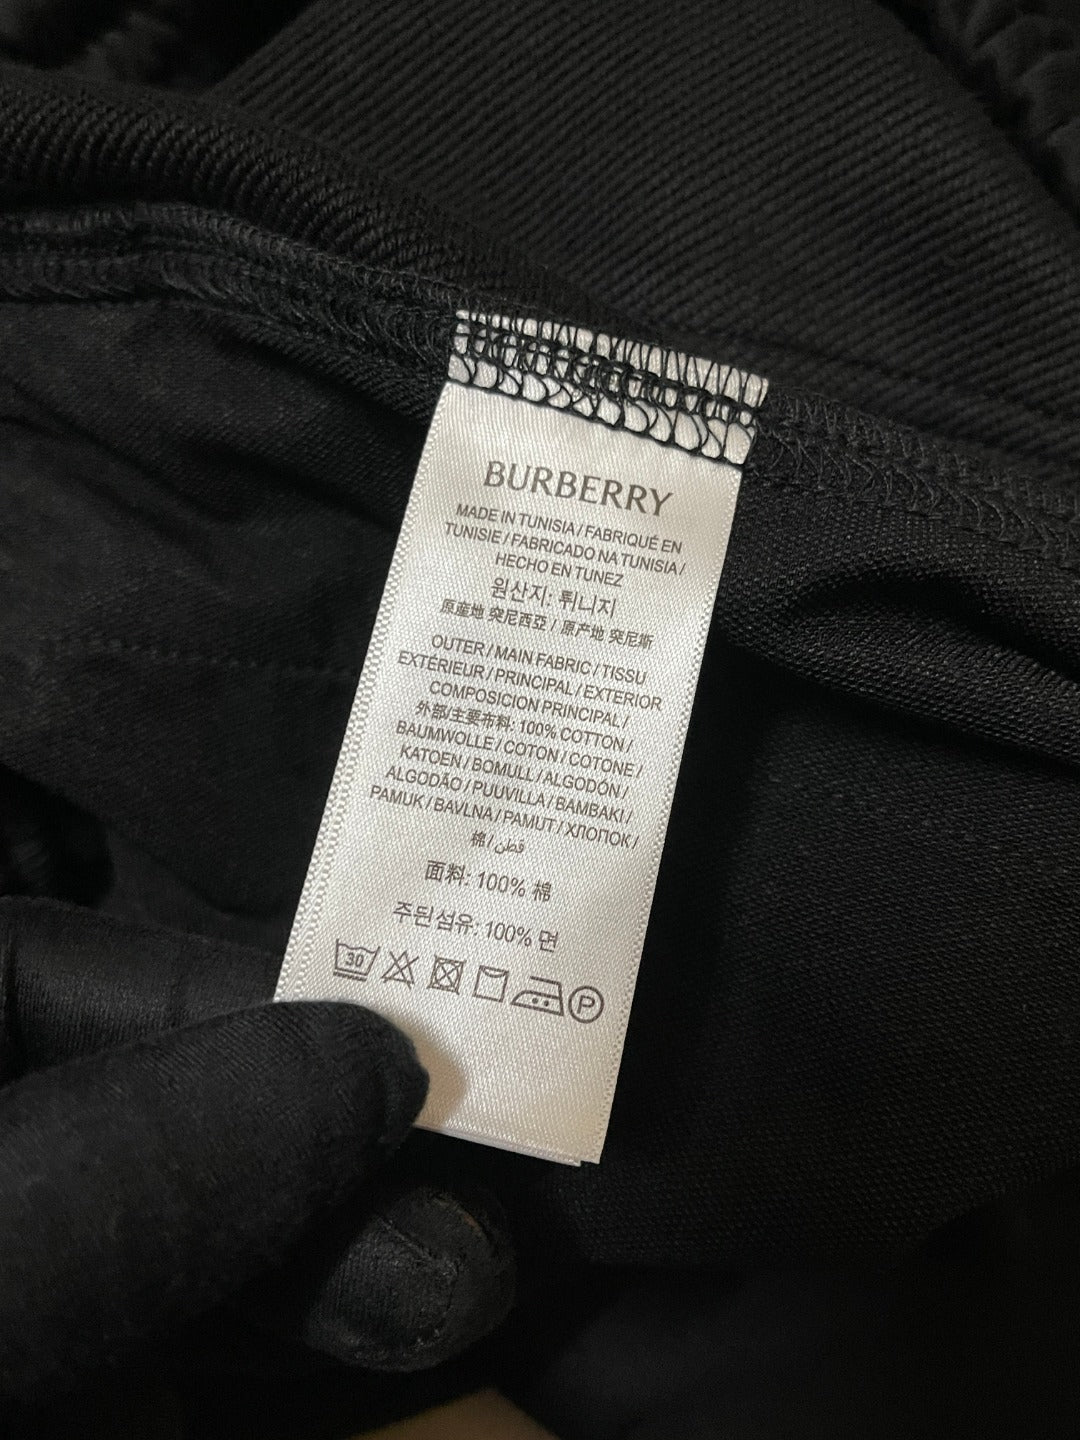 BURBERRY
MADE IN TUNISIA / FABRIQUÉ EN
TUNISIE / FABRICADO NA TUNISIA /
HECHO EN TUNEZ
원산지: 튀니지
原産地 突尼西亞 / 原产地 突尼斯
OUTER / MAIN FABRIC / TISSU
EXTÉRIEUR / PRINCIPAL / EXTERIOR
COMPOSICION PRINCIPAL /
外部/主要布料: 100% COTTON /
BAUMWOLLE / COTON / COTONE /
KATOEN / BOMULL / ALGODÓN /
ALGODÃO / PUUVILLA / BAMBAKI /
PAMUK / BAVLNA / PAMUT / ХЛОПОК /
棉 / قطن
面料: 100% 棉
주된섬유: 100% 면
30 P